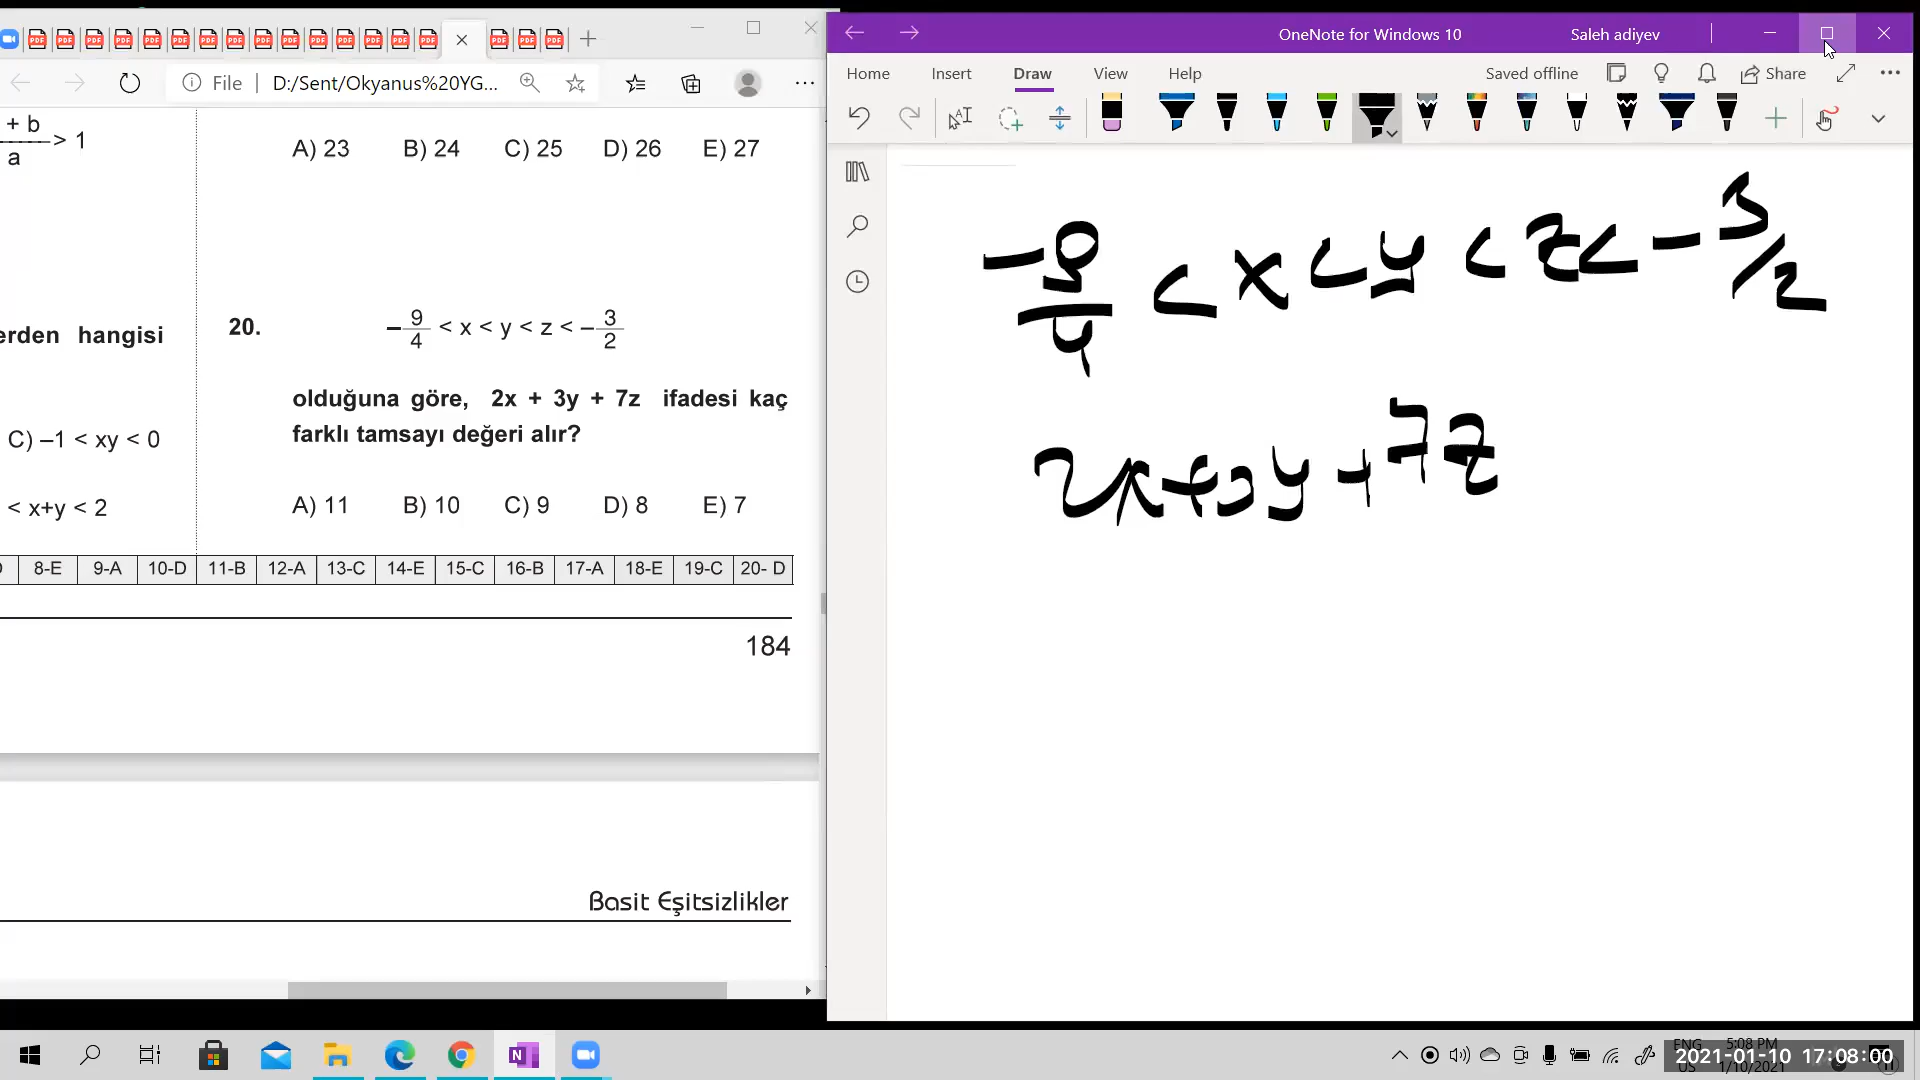 OneNote for Windows 10
Saleh adiyev
File
D:/Sent/Okyanus%20YG...
Home Insert Draw View Help
Saved offline
Share
+ b
a
> 1
A) 23 B) 24 C) 25 D) 26 E) 27
erden hangisi
C) –1 < xy < 0
< x+y < 2
20. –9/4 < x < y < z < –3/2
olduğuna göre, 2x + 3y + 7z ifadesi kaç
farklı tamsayı değeri alır?
A) 11 B) 10 C) 9 D) 8 E) 7
8-E 9-A 10-D 11-B 12-A 13-C 14-E 15-C 16-B 17-A 18-E 19-C 20- D
184
Basit Eşitsizlikler
-9/4 < x < y < z < -3/2
2x+3y+7z
ENG
US
5:08 PM
1/10/2021
2021-01-10 17:08:00